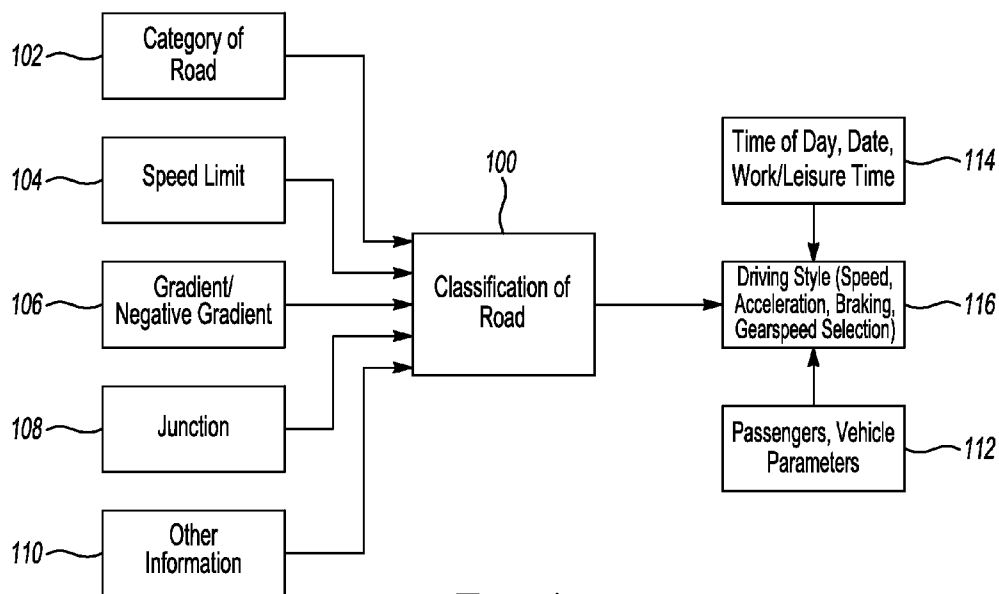 102
Category of
Road
104
Speed Limit
106
Gradient/
Negative Gradient
108
Junction
110
Other
Information
100
Classification of
Road
Time of Day, Date,
Work/Leisure Time
114
Driving Style (Speed,
Acceleration, Braking,
Gearspeed Selection)
116
Passengers, Vehicle
Parameters
112